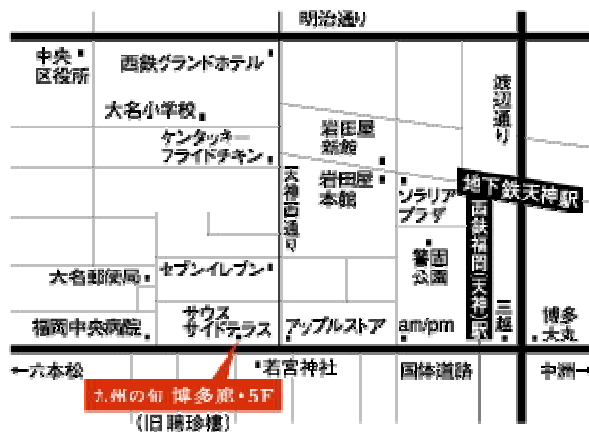 明治通り
中央
区役所
西鉄グランドホテル
大名小学校
ケンタッキー
フライドチキン
岩田屋
新館
岩田屋
本館
渡辺通り
天神西通り
ソラリア
プラザ
地下鉄天神駅
西鉄福岡(天神)駅
警固
公園
大名郵便局
セブンイレブン
福岡中央病院
サウス
サイドテラス
アップルストア
am/pm
三越
博多
大丸
←六本松
若宮神社
国体道路
中洲→
九州の旬 博多廊・5F
(旧 聘珍樓)